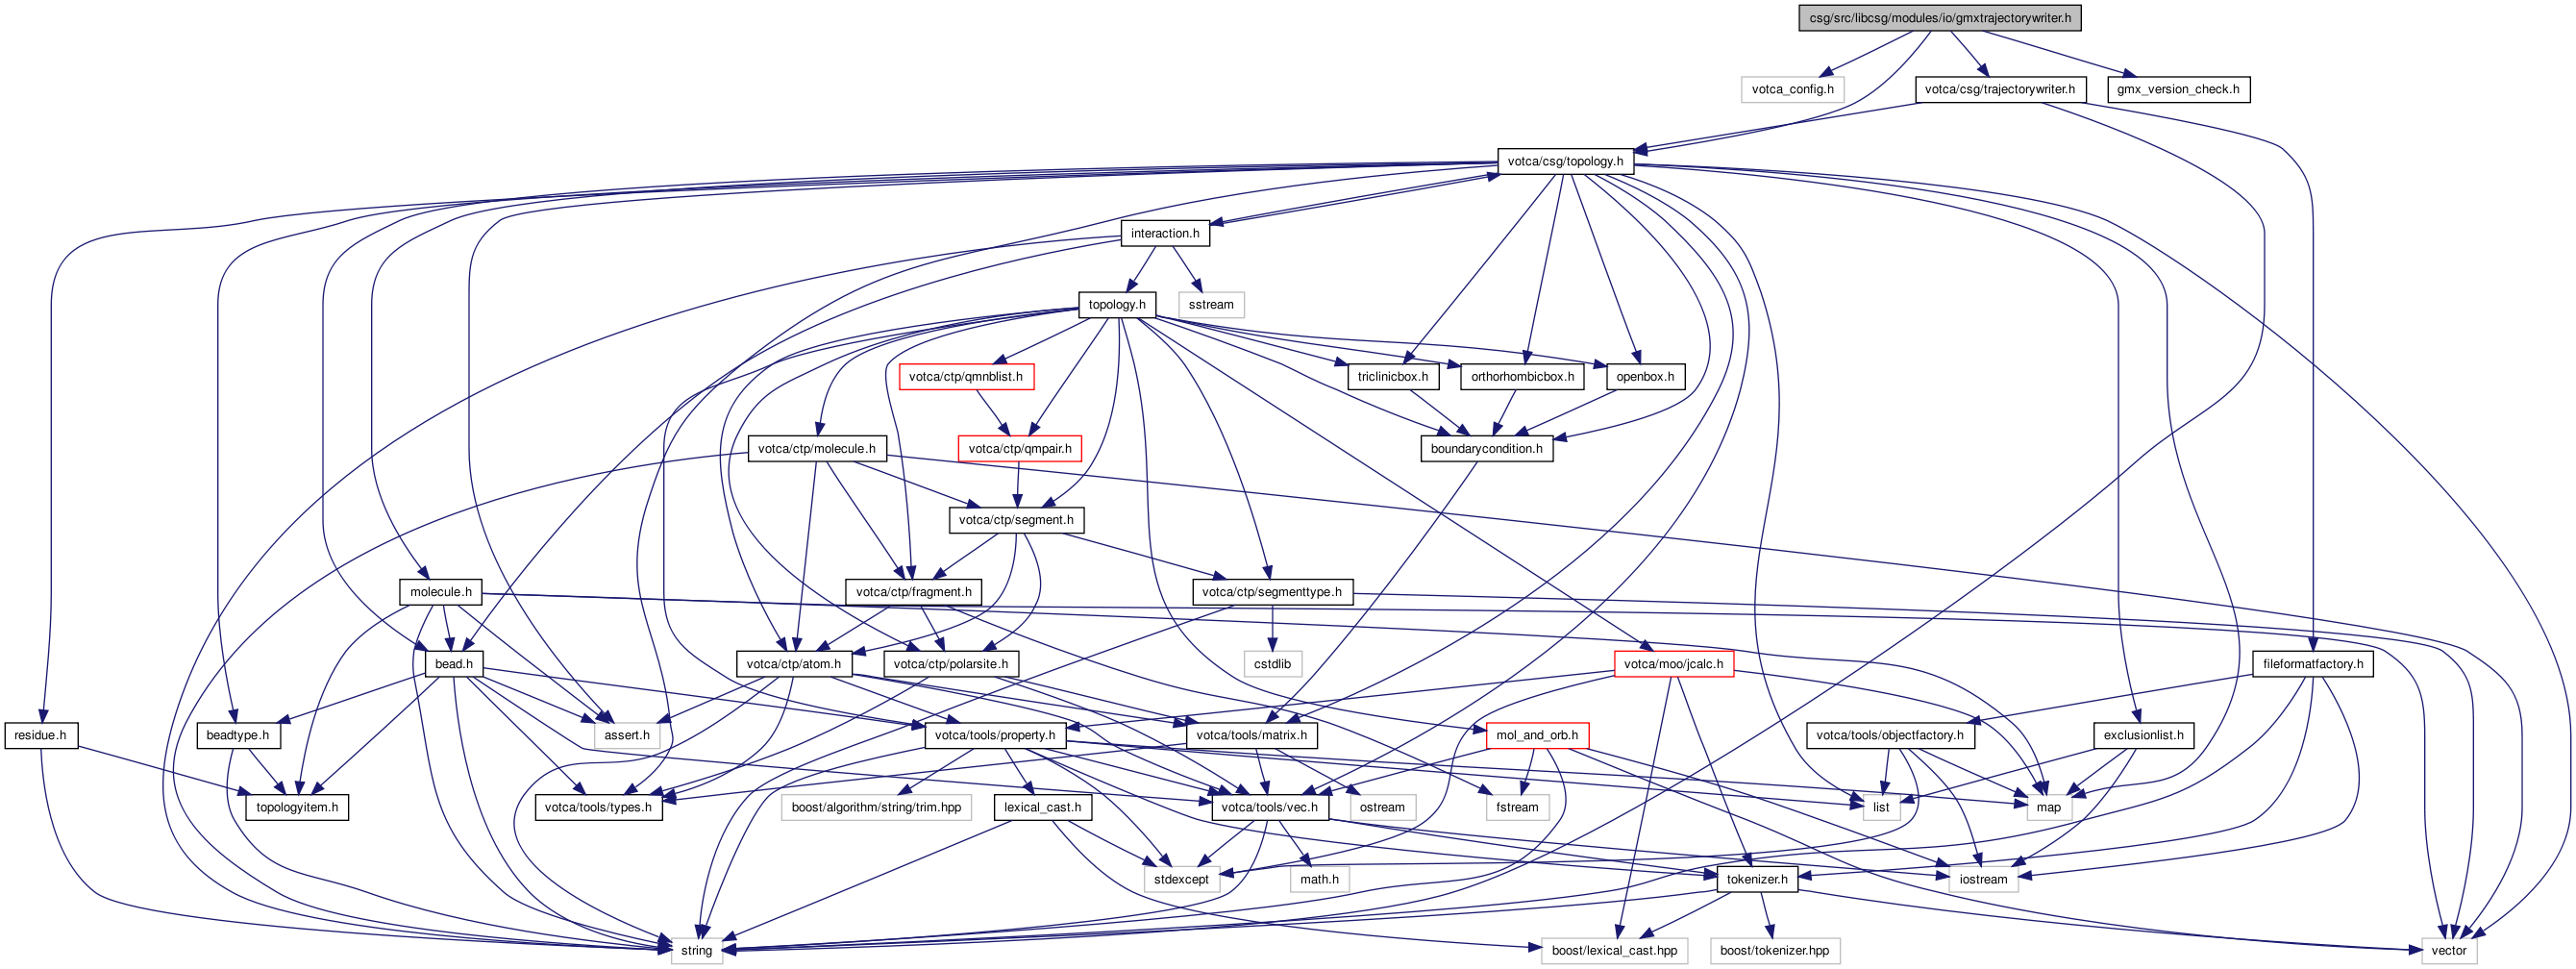 csg/src/libcsg/modules/io/gmxtrajectorywriter.h
votca_config.h
votca/csg/trajectorywriter.h
gmx_version_check.h
votca/csg/topology.h
interaction.h
topology.h
sstream
votca/ctp/qmnblist.h
triclinicbox.h
orthorhombicbox.h
openbox.h
votca/ctp/molecule.h
votca/ctp/qmpair.h
boundarycondition.h
votca/ctp/segment.h
molecule.h
votca/ctp/fragment.h
votca/ctp/segmenttype.h
bead.h
votca/ctp/atom.h
votca/ctp/polarsite.h
cstdlib
votca/moo/jcalc.h
fileformatfactory.h
residue.h
beadtype.h
assert.h
votca/tools/property.h
votca/tools/matrix.h
mol_and_orb.h
votca/tools/objectfactory.h
exclusionlist.h
topologyitem.h
votca/tools/types.h
boost/algorithm/string/trim.hpp
lexical_cast.h
votca/tools/vec.h
ostream
fstream
list
map
stdexcept
math.h
tokenizer.h
iostream
string
boost/lexical_cast.hpp
boost/tokenizer.hpp
vector